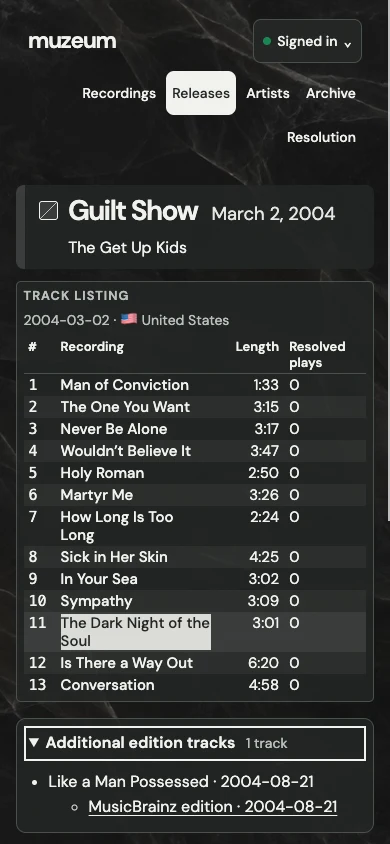 muzeum
Signed in
Recordings Releases Artists Archive
Resolution
Guilt Show March 2, 2004
The Get Up Kids
TRACK LISTING
2004-03-02 · 🇺🇸 United States
# Recording Length Resolved
plays
1 Man of Conviction 1:33 0
2 The One You Want 3:15 0
3 Never Be Alone 3:17 0
4 Wouldn’t Believe It 3:47 0
5 Holy Roman 2:50 0
6 Martyr Me 3:26 0
7 How Long Is Too 2:24 0
Long
8 Sick in Her Skin 4:25 0
9 In Your Sea 3:02 0
10 Sympathy 3:09 0
11 The Dark Night of the 3:01 0
Soul
12 Is There a Way Out 6:20 0
13 Conversation 4:58 0
▼ Additional edition tracks 1 track
• Like a Man Possessed · 2004-08-21
◦ MusicBrainz edition · 2004-08-21